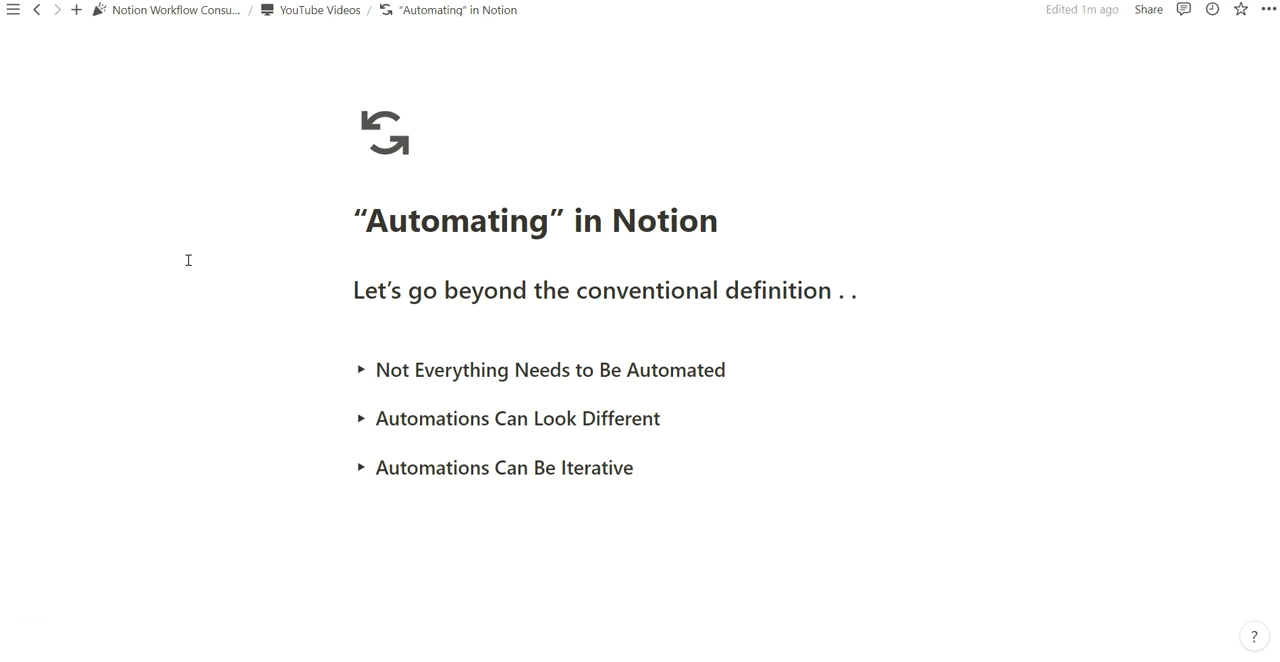 Notion Workflow Consu... / YouTube Videos / “Automating” in Notion Edited 1m ago Share
“Automating” in Notion
Let’s go beyond the conventional definition . .
Not Everything Needs to Be Automated
Automations Can Look Different
Automations Can Be Iterative
?